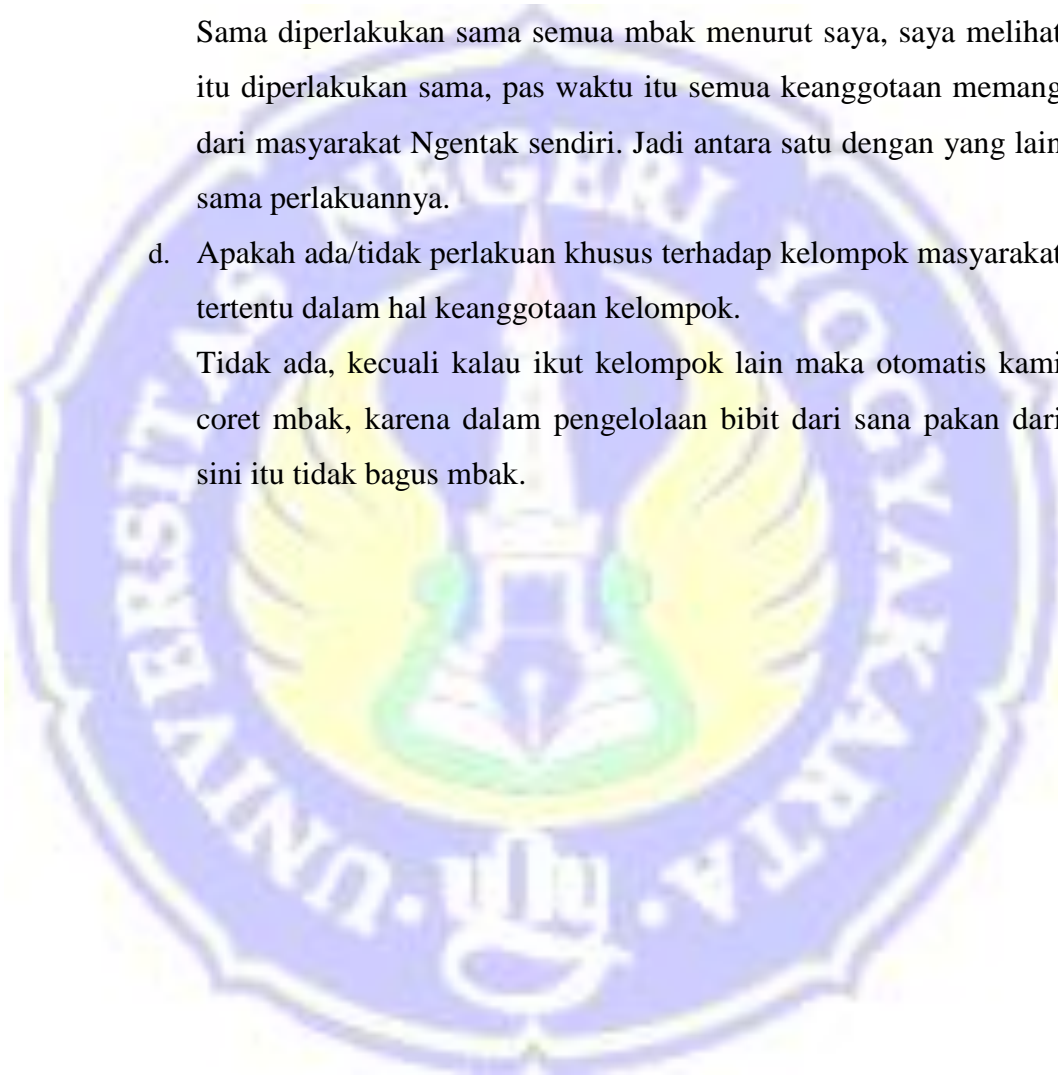 Sama diperlakukan sama semua mbak menurut saya, saya melihat
itu diperlakukan sama, pas waktu itu semua keanggotaan memang
dari masyarakat Ngentak sendiri. Jadi antara satu dengan yang lain
sama perlakuannya.
d. Apakah ada/tidak perlakuan khusus terhadap kelompok masyarakat
tertentu dalam hal keanggotaan kelompok.
Tidak ada, kecuali kalau ikut kelompok lain maka otomatis kami
coret mbak, karena dalam pengelolaan bibit dari sana pakan dari
sini itu tidak bagus mbak.
UNIVERSITAS NEGERI YOGYAKARTA